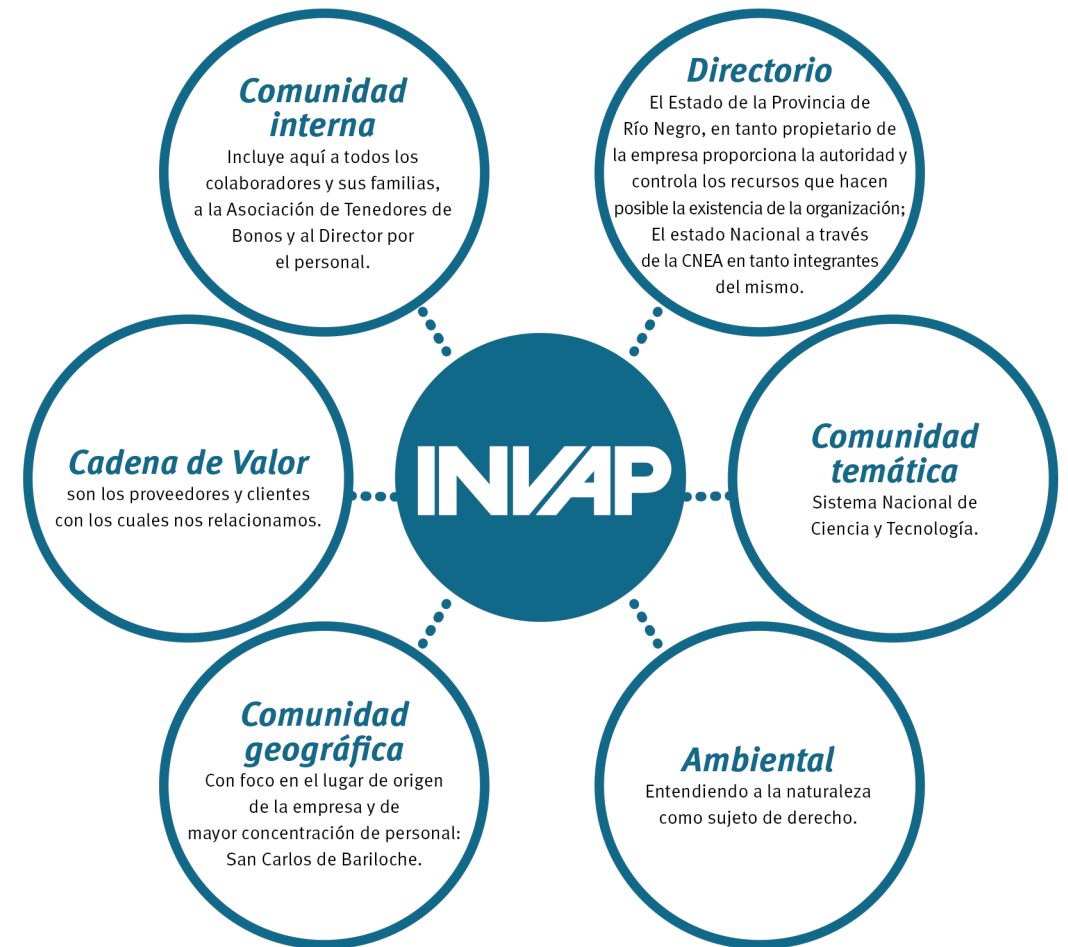 Comunidad
interna
Incluye aquí a todos los
colaboradores y sus familias,
a la Asociación de Tenedores de
Bonos y al Director por
el personal.
Directorio
El Estado de la Provincia de
Río Negro, en tanto propietario de
la empresa proporciona la autoridad y
controla los recursos que hacen
posible la existencia de la organización;
El estado Nacional a través
de la CNEA en tanto integrantes
del mismo.
Cadena de Valor
son los proveedores y clientes
con los cuales nos relacionamos.
INVAP
Comunidad
temática
Sistema Nacional de
Ciencia y Tecnología.
Comunidad
geográfica
Con foco en el lugar de origen
de la empresa y de
mayor concentración de personal:
San Carlos de Bariloche.
Ambiental
Entendiendo a la naturaleza
como sujeto de derecho.